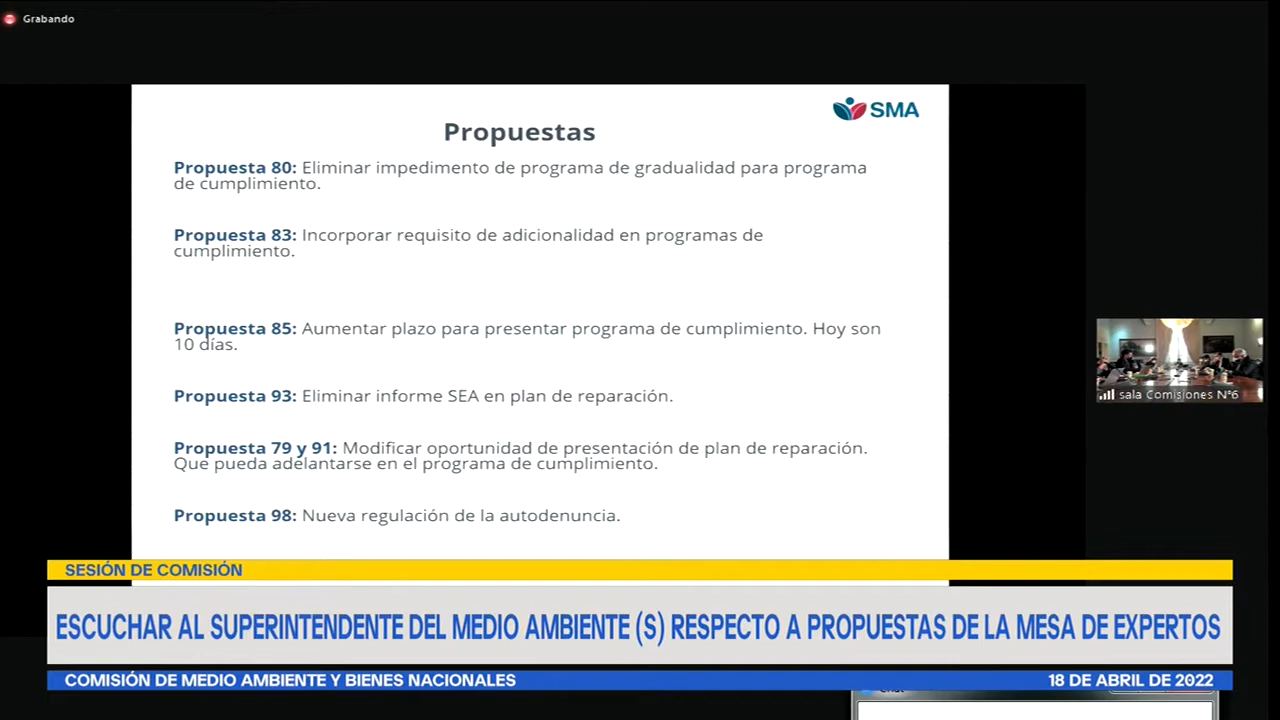 Grabando
SMA
Propuestas
Propuesta 80: Eliminar impedimento de programa de gradualidad para programa
de cumplimiento.
Propuesta 83: Incorporar requisito de adicionalidad en programas de
cumplimiento.
Propuesta 85: Aumentar plazo para presentar programa de cumplimiento. Hoy son
10 días.
Propuesta 93: Eliminar informe SEA en plan de reparación.
Propuesta 79 y 91: Modificar oportunidad de presentación de plan de reparación.
Que pueda adelantarse en el programa de cumplimiento.
Propuesta 98: Nueva regulación de la autodenuncia.
sala Comisiones N°6
SESIÓN DE COMISIÓN
ESCUCHAR AL SUPERINTENDENTE DEL MEDIO AMBIENTE (S) RESPECTO A PROPUESTAS DE LA MESA DE EXPERTOS
COMISIÓN DE MEDIO AMBIENTE Y BIENES NACIONALES
18 DE ABRIL DE 2022